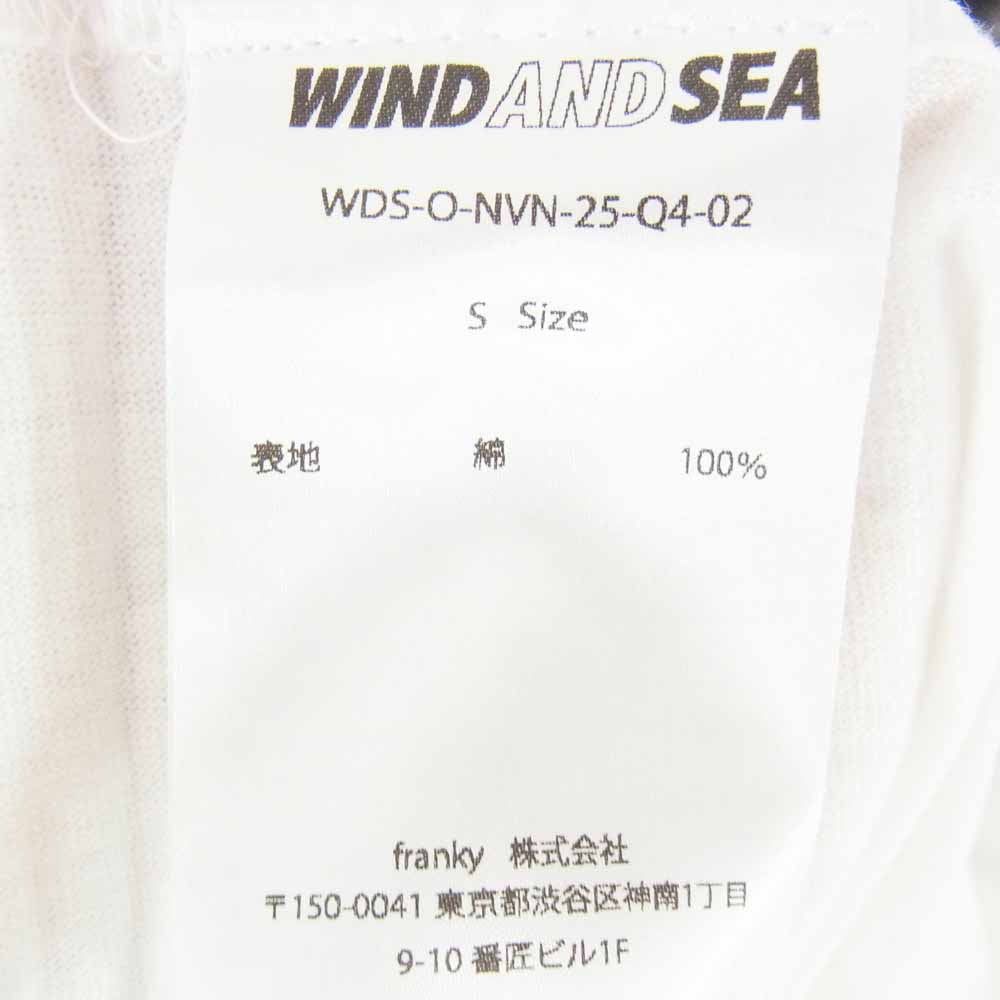 WIND AND SEA
WDS-O-NVN-25-Q4-02
S Size
表地 綿 100%
franky 株式会社
〒150-0041 東京都渋谷区神南1丁目
9-10 番匠ビル1F